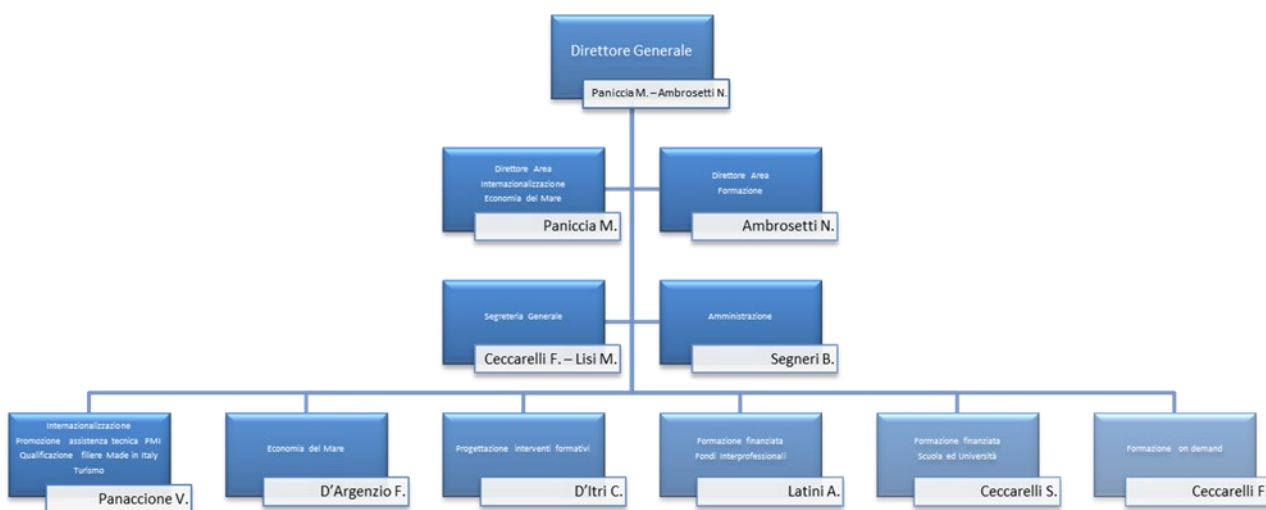 Direttore Generale
Paniccia M. – Ambrosetti N.
Direttore Area
Internazionalizzazione
Economia del Mare
Paniccia M.
Direttore Area
Formazione
Ambrosetti N.
Segreteria Generale
Ceccarelli F. – Lisi M.
Amministrazione
Segneri B.
Internazionalizzazione
Promozione assistenza tecnica PMI
Qualificazione filiere Made in Italy
Turismo
Panaccione V.
Economia del Mare
D'Argenzio F.
Progettazione interventi formativi
D'Itri C.
Formazione finanziata
Fondi Interprofessionali
Latini A.
Formazione finanziata
Scuola ed Università
Ceccarelli S.
Formazione on demand
Ceccarelli F.